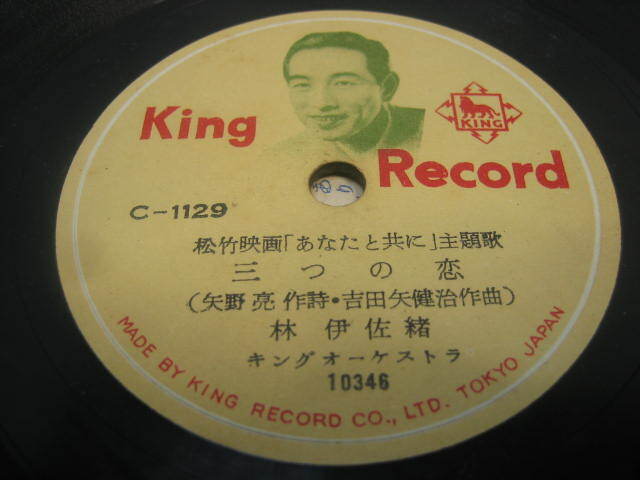 King
Record
KING
C-1129
松竹映画「あなたと共に」主題歌
三つの恋
(矢野亮 作詩・吉田矢健治作曲)
林 伊佐緒
キングオーケストラ
10346
MADE BY KING RECORD CO., LTD. TOKYO JAPAN